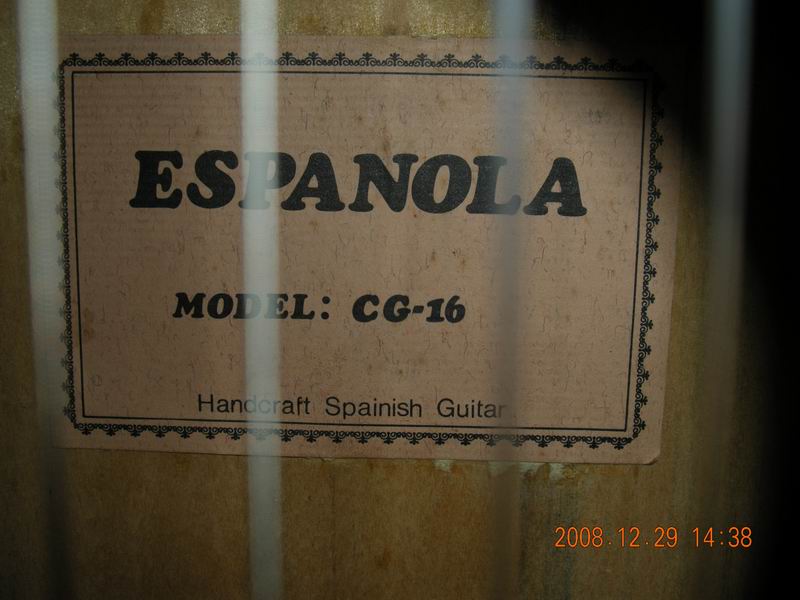 ESPANOLA
MODEL: CG-16
Handcraft Spainish Guitar
2008.12.29 14:38